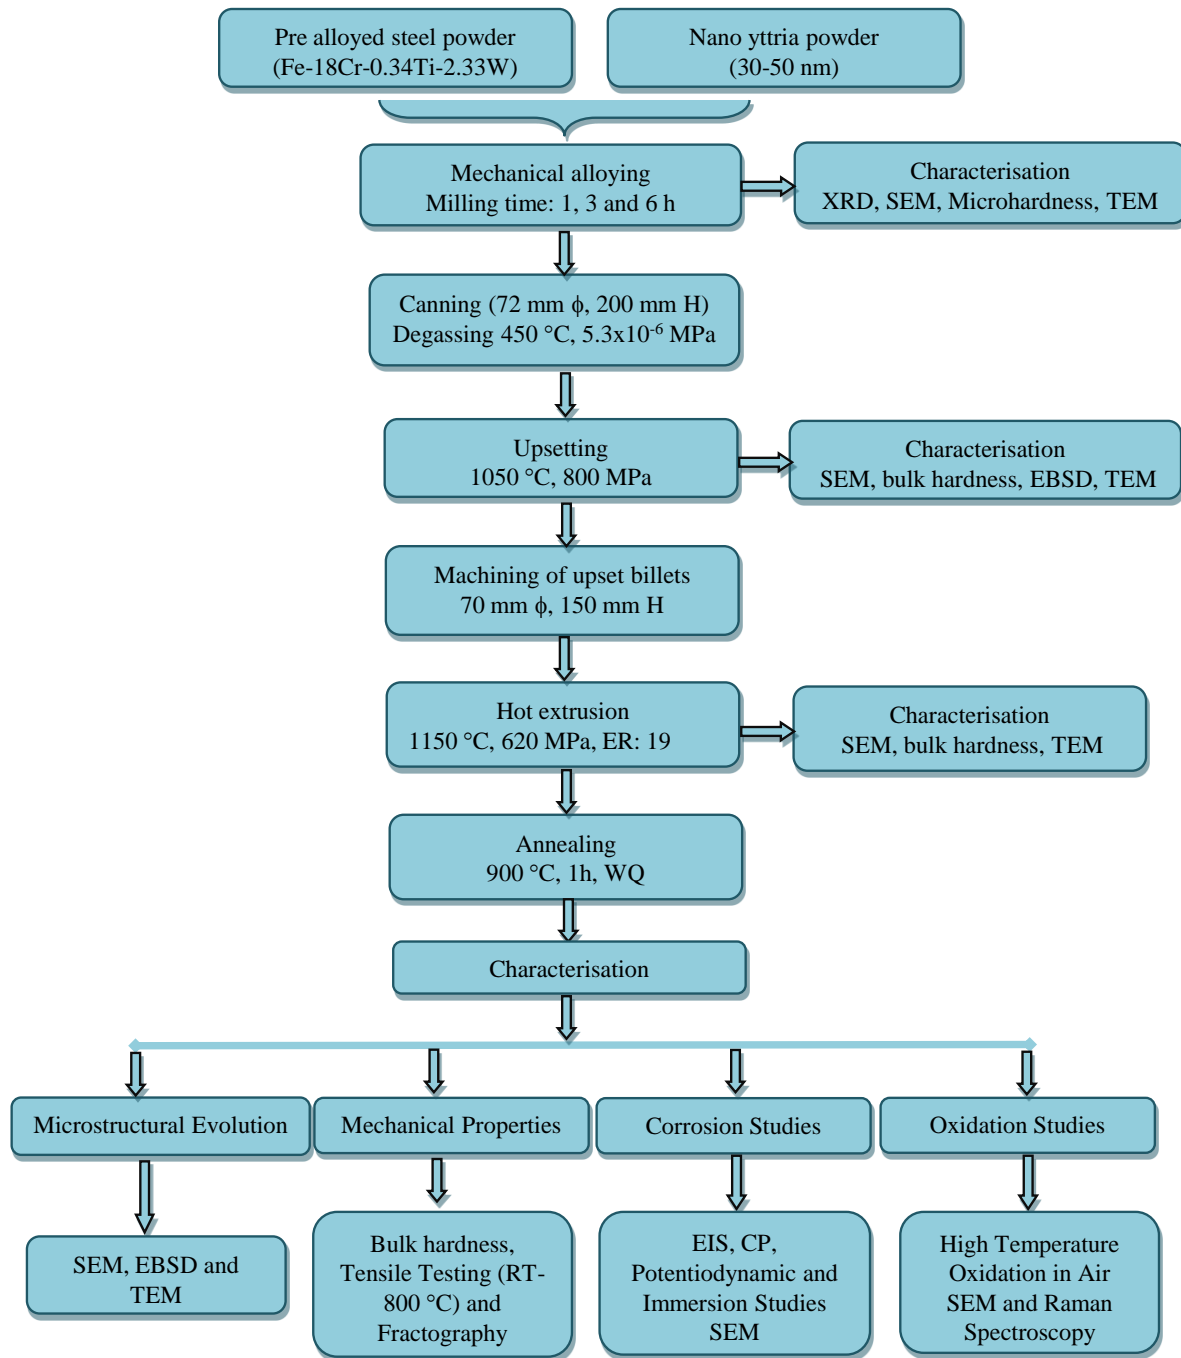 Pre alloyed steel powder
(Fe-18Cr-0.34Ti-2.33W)
Nano yttria powder
(30-50 nm)
Mechanical alloying
Milling time: 1, 3 and 6 h
Characterisation
XRD, SEM, Microhardness, TEM
Canning (72 mm ϕ, 200 mm H)
Degassing 450 °C, 5.3x10⁻⁶ MPa
Upsetting
1050 °C, 800 MPa
Characterisation
SEM, bulk hardness, EBSD, TEM
Machining of upset billets
70 mm ϕ, 150 mm H
Hot extrusion
1150 °C, 620 MPa, ER: 19
Characterisation
SEM, bulk hardness, TEM
Annealing
900 °C, 1h, WQ
Characterisation
Microstructural Evolution
Mechanical Properties
Corrosion Studies
Oxidation Studies
SEM, EBSD and
TEM
Bulk hardness,
Tensile Testing (RT-
800 °C) and
Fractography
EIS, CP,
Potentiodynamic and
Immersion Studies
SEM
High Temperature
Oxidation in Air
SEM and Raman
Spectroscopy